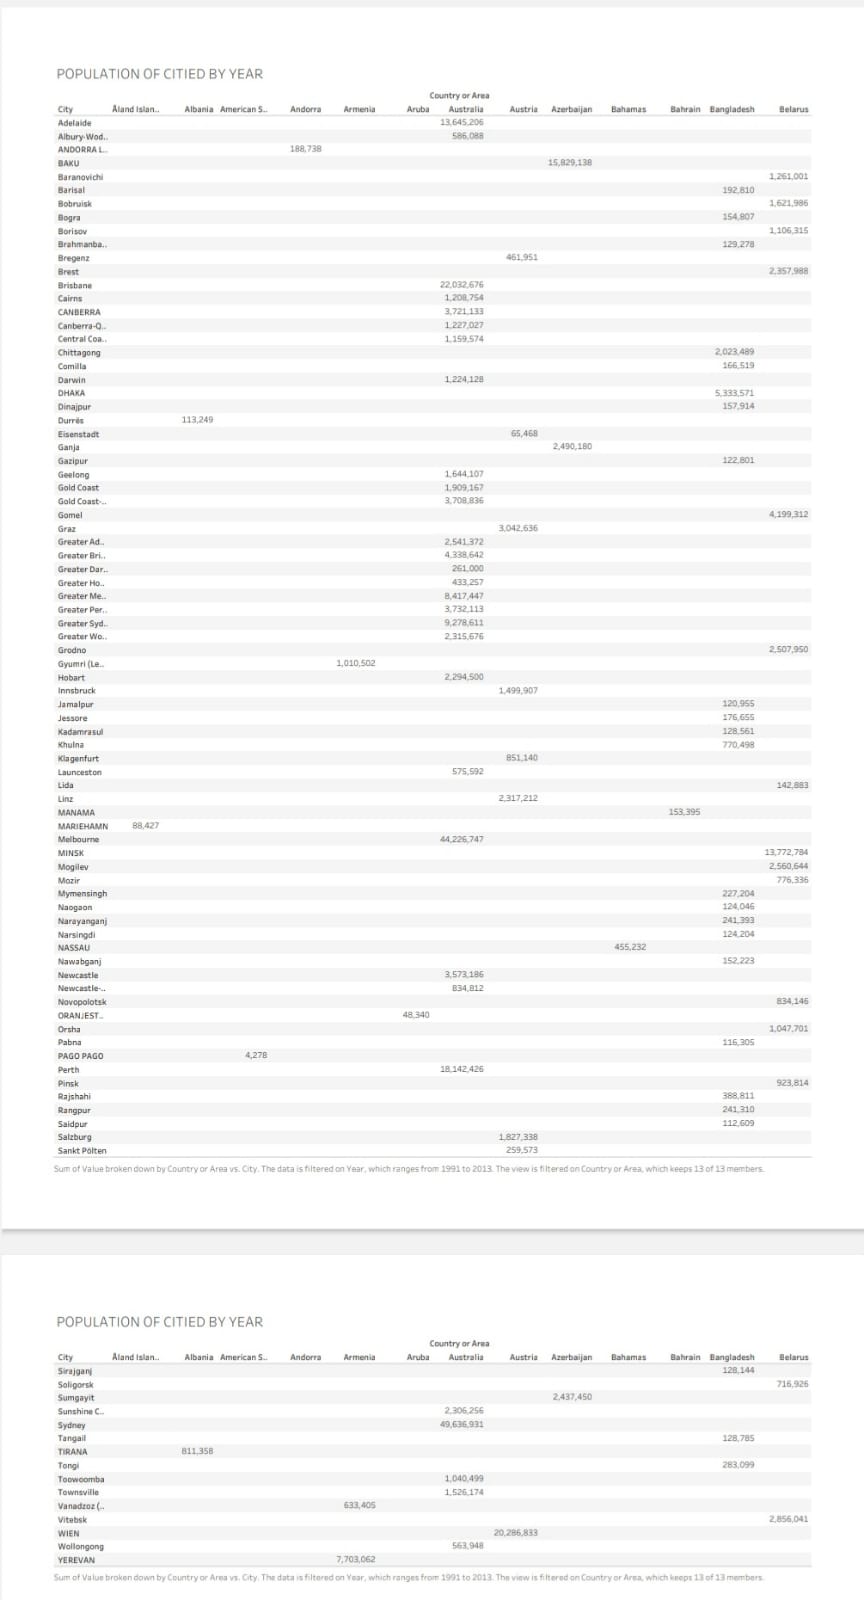 POPULATION OF CITIED BY YEAR
Country or Area
City Åland Islan.. Albania American S.. Andorra Armenia Aruba Australia Austria Azerbaijan Bahamas Bahrain Bangladesh Belarus
Adelaide 13,645,206
Albury-Wod.. 586,088
ANDORRA L.. 188,738
BAKU 15,829,138
Baranovichi 1,261,001
Barisal 192,810
Bobruisk 1,621,986
Bogra 154,807
Borisov 1,106,315
Brahmanba.. 129,278
Bregenz 461,951
Brest 2,357,988
Brisbane 22,032,676
Cairns 1,208,754
CANBERRA 3,721,133
Canberra-Q.. 1,227,027
Central Coa.. 1,159,574
Chittagong 2,023,489
Comilla 166,519
Darwin 1,224,128
DHAKA 5,333,571
Dinajpur 157,914
Durrës 113,249
Eisenstadt 65,468
Ganja 2,490,180
Gazipur 122,801
Geelong 1,644,107
Gold Coast 1,909,167
Gold Coast-.. 3,708,836
Gomel 4,199,312
Graz 3,042,636
Greater Ad.. 2,541,372
Greater Bri.. 4,338,642
Greater Dar.. 261,000
Greater Ho.. 433,257
Greater Me.. 8,417,447
Greater Per.. 3,732,113
Greater Syd.. 9,278,611
Greater Wo.. 2,315,676
Grodno 2,507,950
Gyumri (Le.. 1,010,502
Hobart 2,294,500
Innsbruck 1,499,907
Jamalpur 120,955
Jessore 176,655
Kadamrasul 128,561
Khulna 770,498
Klagenfurt 851,140
Launceston 575,592
Lida 142,883
Linz 2,317,212
MANAMA 153,395
MARIEHAMN 88,427
Melbourne 44,226,747
MINSK 13,772,784
Mogilev 2,560,644
Mozir 776,336
Mymensingh 227,204
Naogaon 124,046
Narayanganj 241,393
Narsingdi 124,204
NASSAU 455,232
Nawabganj 152,223
Newcastle 3,573,186
Newcastle-.. 834,812
Novopolotsk 834,146
ORANJEST.. 48,340
Orsha 1,047,701
Pabna 116,305
PAGO PAGO 4,278
Perth 18,142,426
Pinsk 923,814
Rajshahi 388,811
Rangpur 241,310
Saidpur 112,609
Salzburg 1,827,338
Sankt Pölten 259,573
Sum of Value broken down by Country or Area vs. City. The data is filtered on Year, which ranges from 1991 to 2013. The view is filtered on Country or Area, which keeps 13 of 13 members.
POPULATION OF CITIED BY YEAR
Country or Area
City Åland Islan.. Albania American S.. Andorra Armenia Aruba Australia Austria Azerbaijan Bahamas Bahrain Bangladesh Belarus
Sirajganj 128,144
Soligorsk 716,926
Sumgayit 2,437,450
Sunshine C.. 2,306,256
Sydney 49,636,931
Tangail 128,785
TIRANA 811,358
Tongi 283,099
Toowoomba 1,040,499
Townsville 1,526,174
Vanadzoz (.. 633,405
Vitebsk 2,856,041
WIEN 20,286,833
Wollongong 563,948
YEREVAN 7,703,062
Sum of Value broken down by Country or Area vs. City. The data is filtered on Year, which ranges from 1991 to 2013. The view is filtered on Country or Area, which keeps 13 of 13 members.